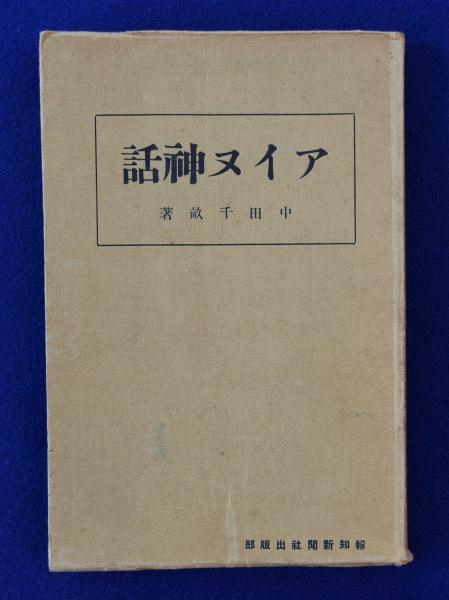 アイヌ神話
中田千畝著
報知新聞社出版部